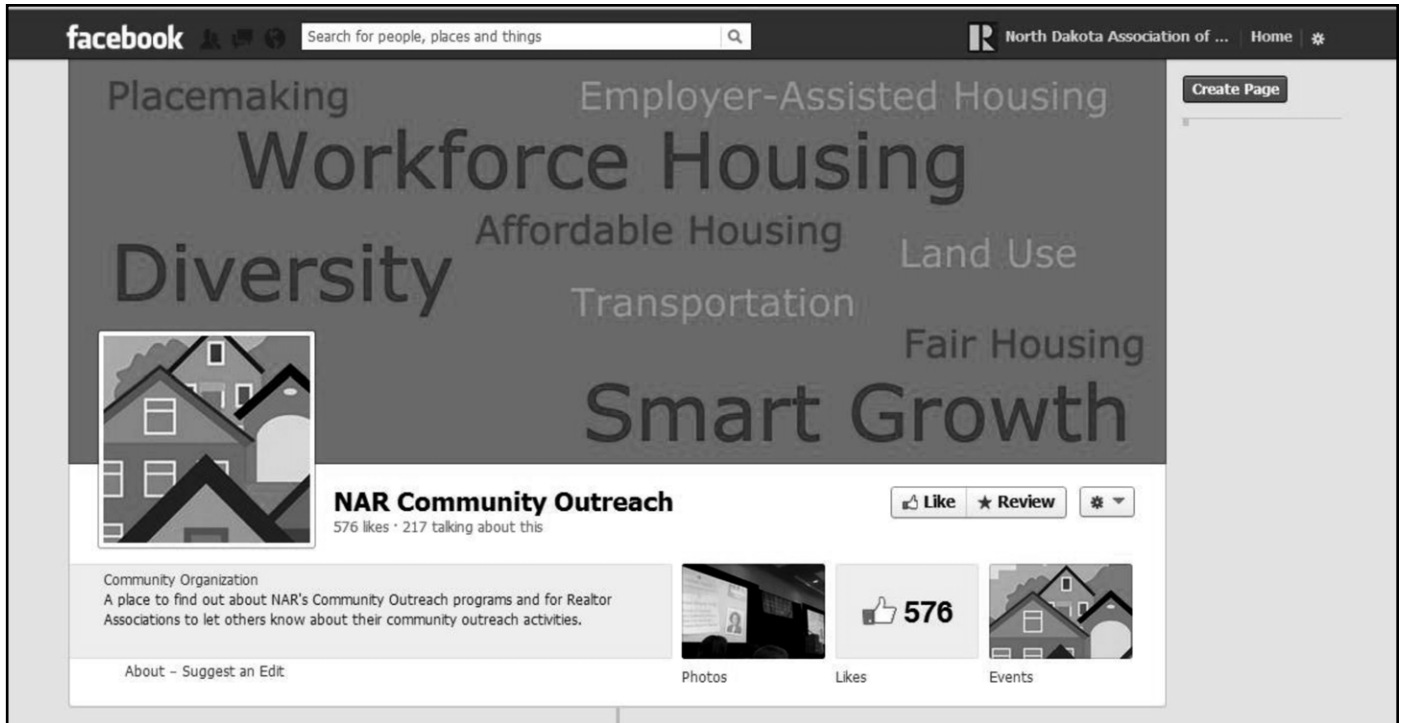 facebook
Search for people, places and things
R North Dakota Association of ... Home
Create Page
Placemaking
Employer-Assisted Housing
Workforce Housing
Affordable Housing
Diversity
Land Use
Transportation
Fair Housing
Smart Growth
NAR Community Outreach
576 likes · 217 talking about this
Like ★ Review
Community Organization
A place to find out about NAR's Community Outreach programs and for Realtor
Associations to let others know about their community outreach activities.
About – Suggest an Edit
576
Photos
Likes
Events